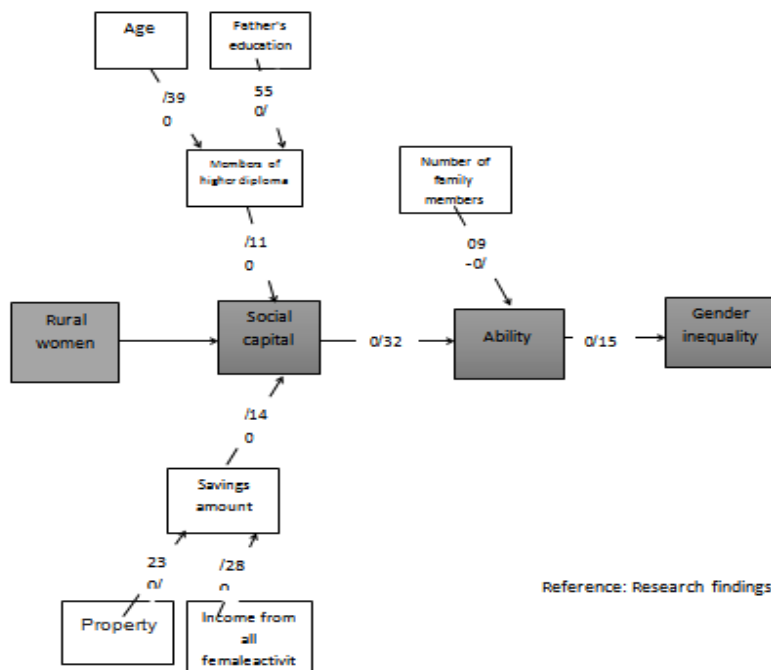 Age
Father's
education
/39
0
55
0/
Members of
higher diploma
Number of
family
members
/11
0
09
-0/
Rural
women
Social
capital
0/32
Ability
0/15
Gender
inequality
/14
0
Savings
amount
23
0/
/28
0
Reference: Research findings
Property
Income from
all
femaleactivit